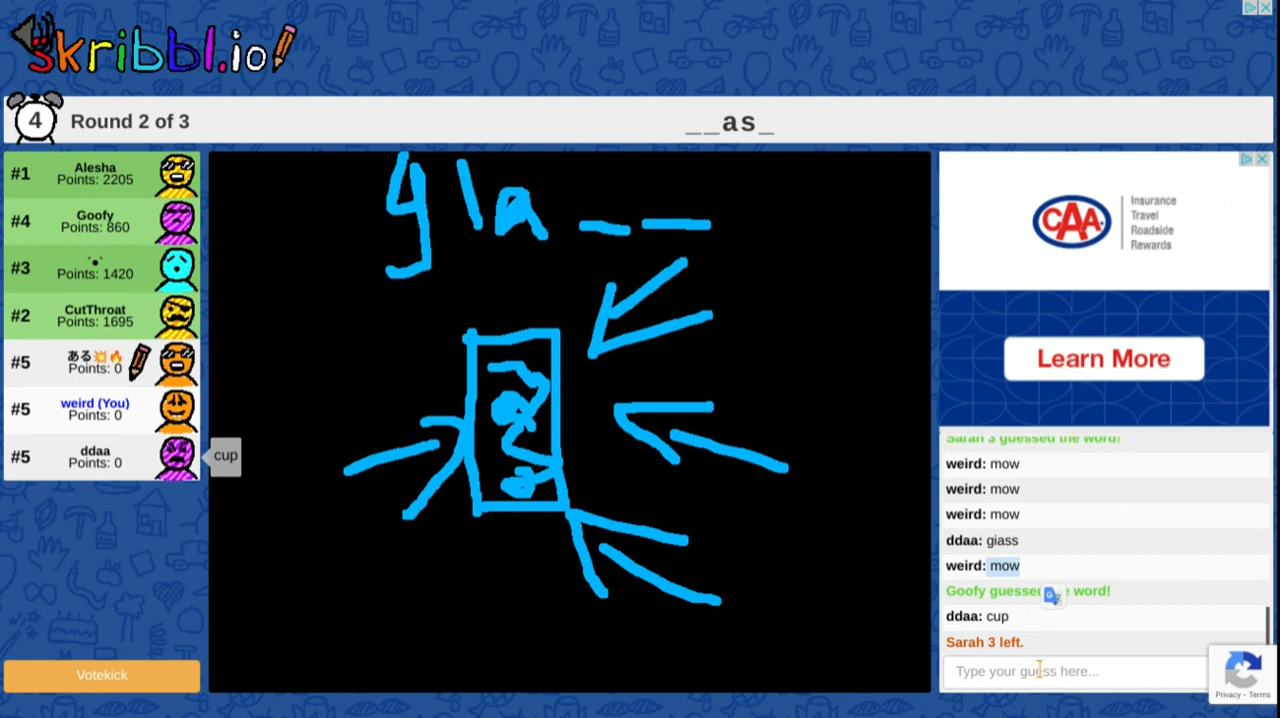 skribbl.io
4
Round 2 of 3
__as_
#1
Alesha
Points: 2205
#4
Goofy
Points: 860
#3
Points: 1420
#2
CutThroat
Points: 1695
#5
ある💥🔥
Points: 0
#5
weird (You)
Points: 0
#5
ddaa
Points: 0
cup
Votekick
gla _ _
CAA
Insurance
Travel
Roadside
Rewards
Learn More
Sarah 3 guessed the word!
weird: mow
weird: mow
weird: mow
ddaa: giass
weird: mow
Goofy guessed word!
ddaa: cup
Sarah 3 left.
Type your guess here...
Privacy - Terms